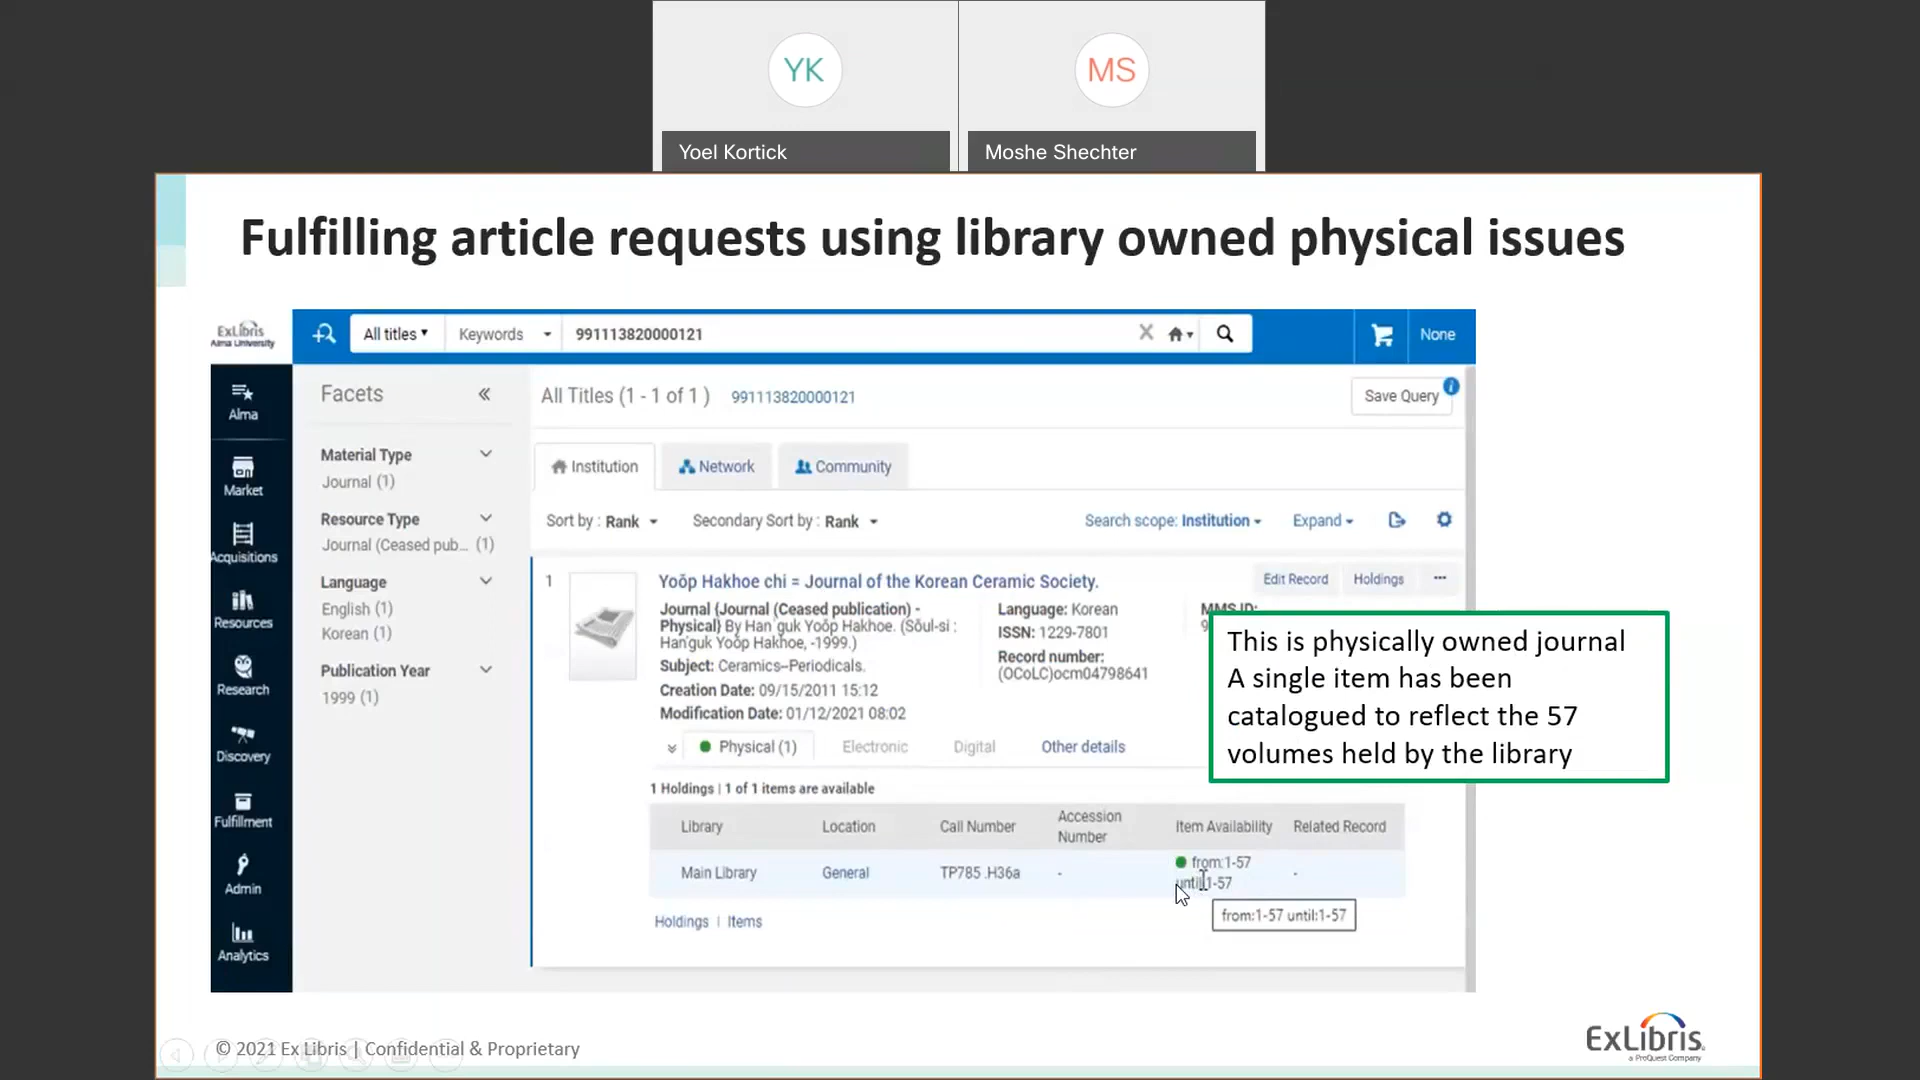 YK
MS
Yoel Kortick
Moshe Shechter
Fulfilling article requests using library owned physical issues
ExLibris
Alma University
All titles
Keywords
991113820000121
X
None
Alma
Market
Acquisitions
Resources
Research
Discovery
Fulfillment
Admin
Analytics
Facets
Material Type
Journal (1)
Resource Type
Journal (Ceased pub... (1)
Language
English (1)
Korean (1)
Publication Year
1999 (1)
All Titles (1 - 1 of 1 ) 991113820000121
Save Query
i
Institution
Network
Community
Sort by : Rank
Secondary Sort by : Rank
Search scope: Institution
Expand
1
Yoŏp Hakhoe chi = Journal of the Korean Ceramic Society.
Edit Record
Holdings
...
Journal {Journal (Ceased publication) -
Physical} By Han'guk Yoŏp Hakhoe. (Sŏul-si :
Han'guk Yoŏp Hakhoe, -1999.)
Subject: Ceramics--Periodicals.
Creation Date: 09/15/2011 15:12
Modification Date: 01/12/2021 08:02
Language: Korean
ISSN: 1229-7801
Record number:
(OCoLC)ocm04798641
MMS ID:
This is physically owned journal
A single item has been
catalogued to reflect the 57
volumes held by the library
Physical (1)
Electronic
Digital
Other details
1 Holdings | 1 of 1 items are available
Library
Location
Call Number
Accession
Number
Item Availability
Related Record
Main Library
General
TP785 .H36a
-
from:1-57
until:1-57
-
from:1-57 until:1-57
Holdings | Items
© 2021 Ex Libris | Confidential & Proprietary
ExLibris
a ProQuest Company